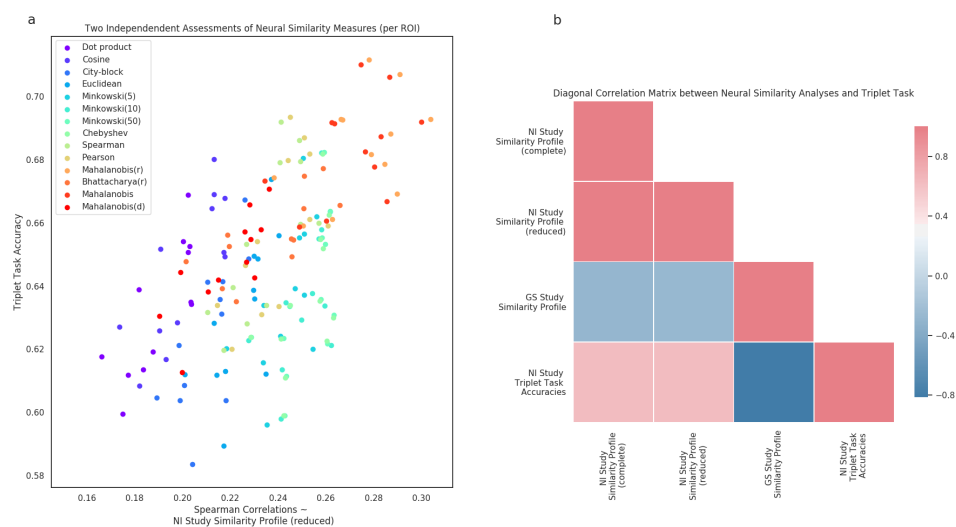 a
Two Independendent Assessments of Neural Similarity Measures (per ROI)
Dot product
Cosine
City-block
Euclidean
Minkowski(5)
Minkowski(10)
Minkowski(50)
Chebyshev
Spearman
Pearson
Mahalanobis(r)
Bhattacharya(r)
Mahalanobis
Mahalanobis(d)
Triplet Task Accuracy
0.70
0.68
0.66
0.64
0.62
0.60
0.58
0.16 0.18 0.20 0.22 0.24 0.26 0.28 0.30
Spearman Correlations ~
NI Study Similarity Profile (reduced)
b
Diagonal Correlation Matrix between Neural Similarity Analyses and Triplet Task
NI Study
Similarity Profile
(complete)
NI Study
Similarity Profile
(reduced)
GS Study
Similarity Profile
NI Study
Triplet Task
Accuracies
NI Study
Similarity Profile
(complete)
NI Study
Similarity Profile
(reduced)
GS Study
Similarity Profile
NI Study
Triplet Task
Accuracies
0.8
0.4
0.0
−0.4
−0.8